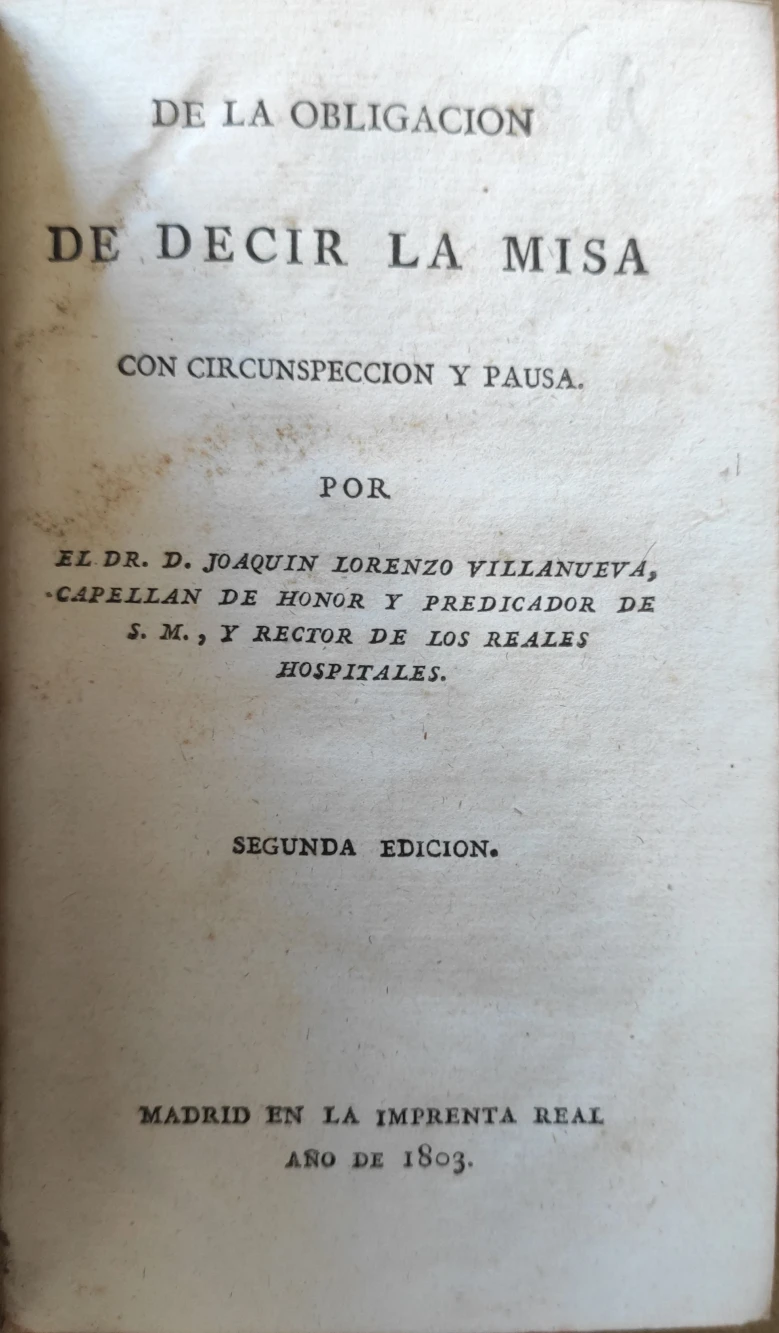 DE LA OBLIGACION
DE DECIR LA MISA
CON CIRCUNSPECCION Y PAUSA.
POR
EL DR. D. JOAQUIN LORENZO VILLANUEVA,
CAPELLAN DE HONOR Y PREDICADOR DE
S. M., Y RECTOR DE LOS REALES
HOSPITALES.
SEGUNDA EDICION.
MADRID EN LA IMPRENTA REAL
AÑO DE 1803.